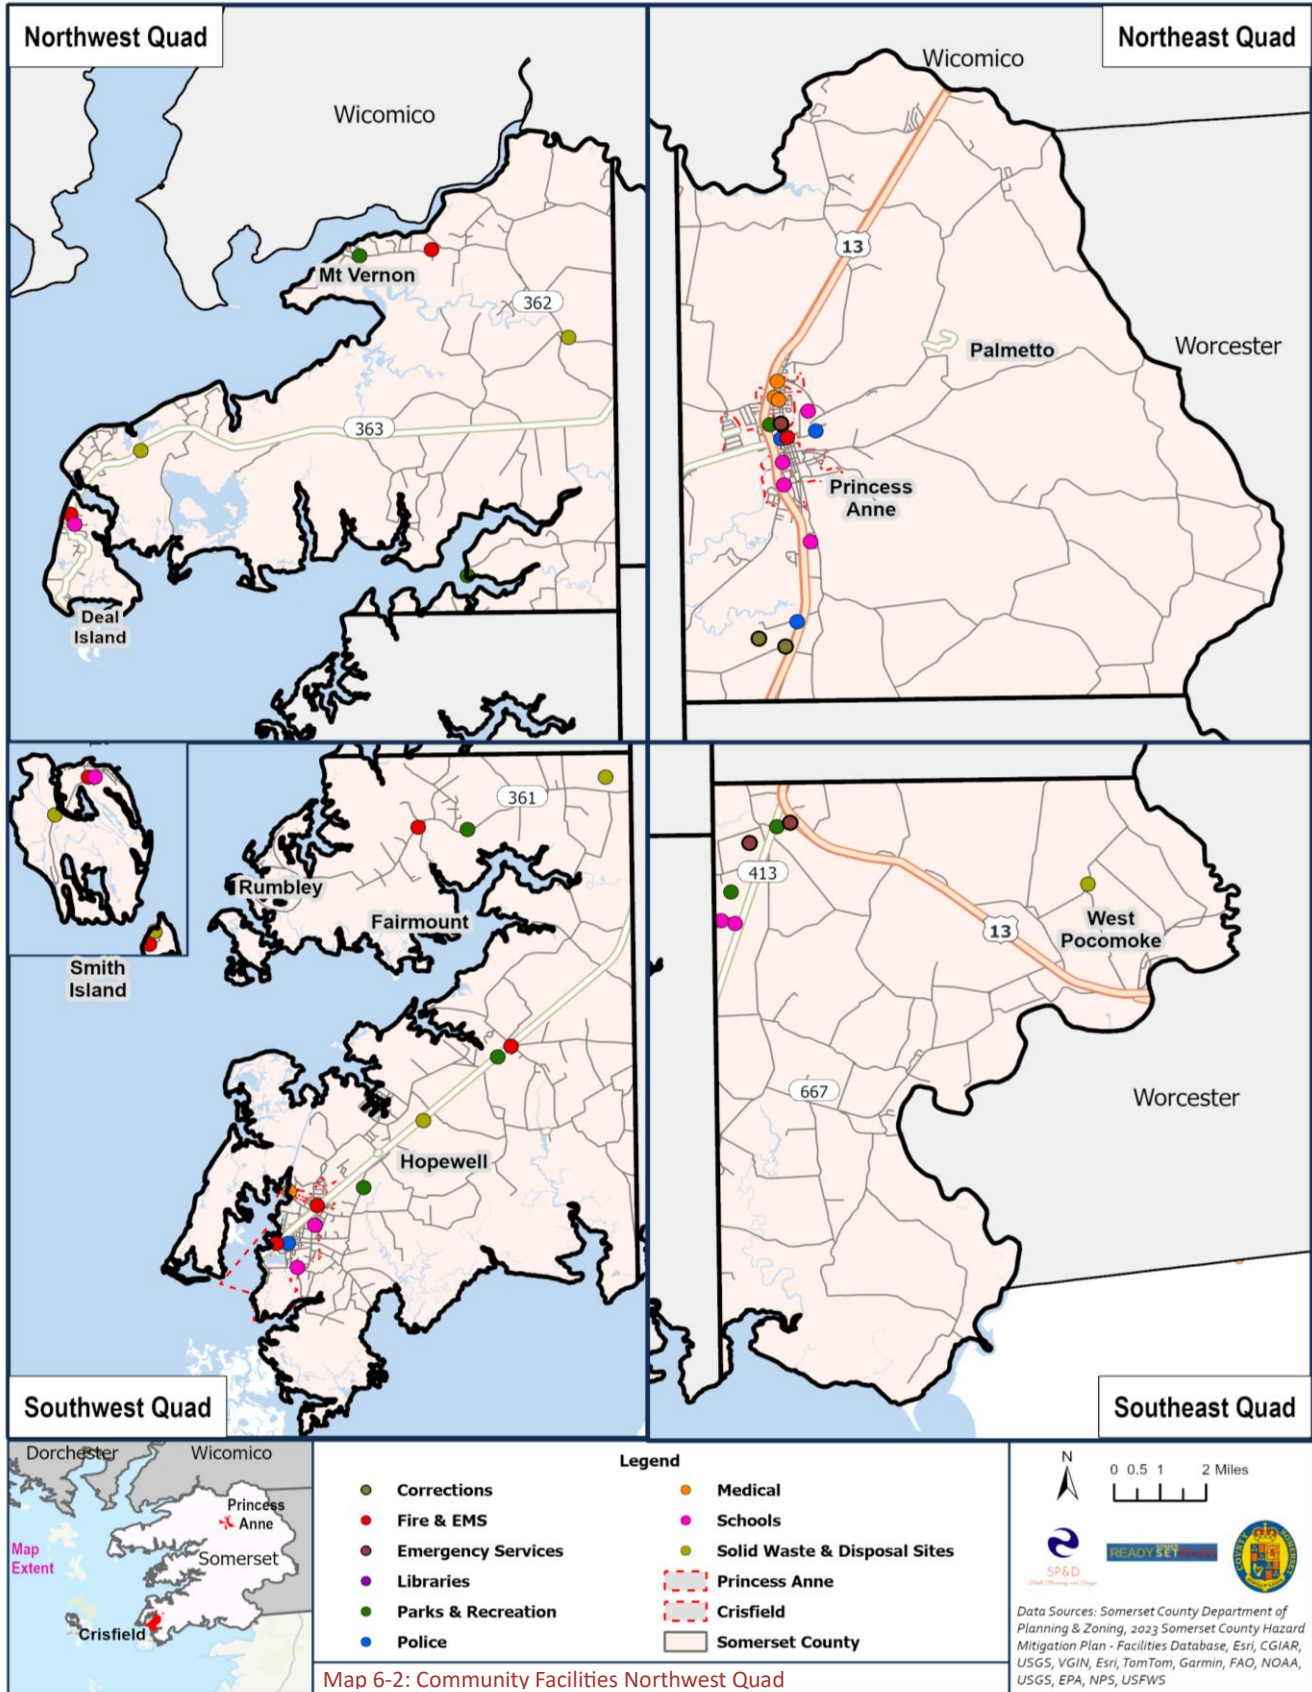 Northwest Quad
Wicomico
Mt Vernon
362
363
Deal
Island
Northeast Quad
Wicomico
13
Palmetto
Worcester
Princess
Anne
361
Rumbley
Fairmount
Smith
Island
Hopewell
Southwest Quad
413
West
Pocomoke
13
667
Worcester
Southeast Quad
Dorchester
Wicomico
Princess
Anne
Map
Extent
Somerset
Crisfield
Legend
Corrections
Fire & EMS
Emergency Services
Libraries
Parks & Recreation
Police
Medical
Schools
Solid Waste & Disposal Sites
Princess Anne
Crisfield
Somerset County
Map 6-2: Community Facilities Northwest Quad
N
0 0.5 1 2 Miles
SP&D
READY SET
Data Sources: Somerset County Department of
Planning & Zoning, 2023 Somerset County Hazard
Mitigation Plan - Facilities Database, Esri, CGIAR,
USGS, VGIN, Esri, TomTom, Garmin, FAO, NOAA,
USGS, EPA, NPS, USFWS